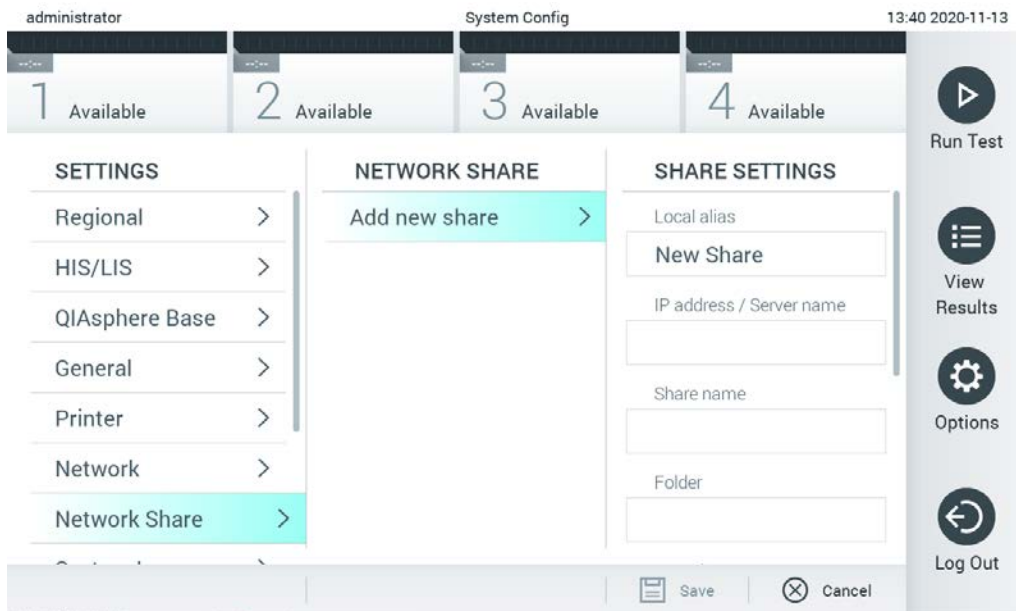 administrator
System Config
13:40 2020-11-13
--:--
--:--
--:--
--:--
1 Available
2 Available
3 Available
4 Available
Run Test
View
Results
Options
Log Out
SETTINGS
Regional
HIS/LIS
QIAsphere Base
General
Printer
Network
Network Share
NETWORK SHARE
Add new share
SHARE SETTINGS
Local alias
New Share
IP address / Server name
Share name
Folder
Save
Cancel